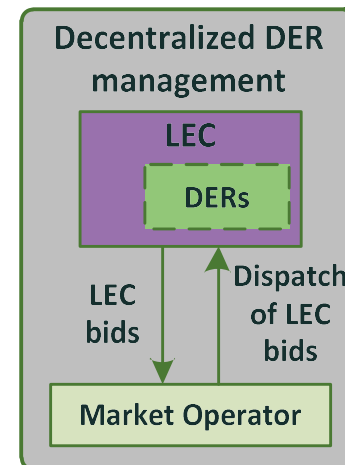 Decentralized DER
management
LEC
DERs
LEC
bids
Dispatch
of LEC
bids
Market Operator